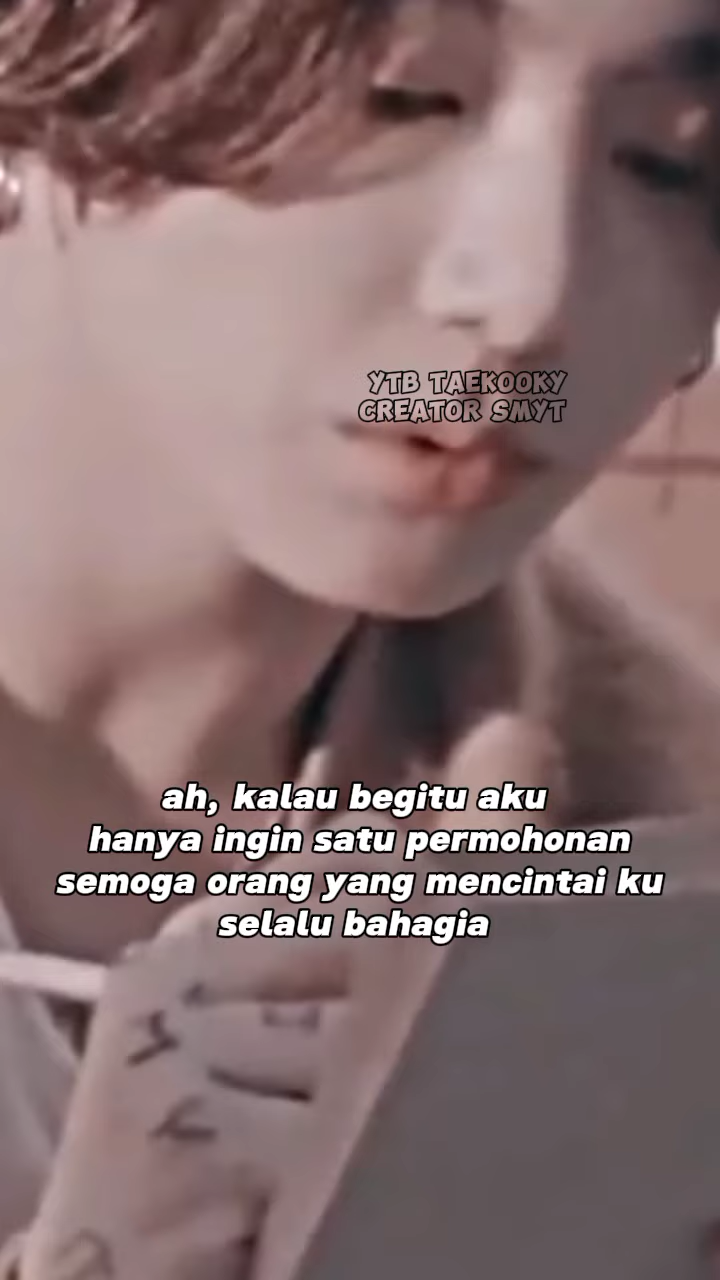 YTB TAEKOOKY
CREATOR SMYT
ah, kalau begitu aku
hanya ingin satu permohonan
semoga orang yang mencintai ku
selalu bahagia